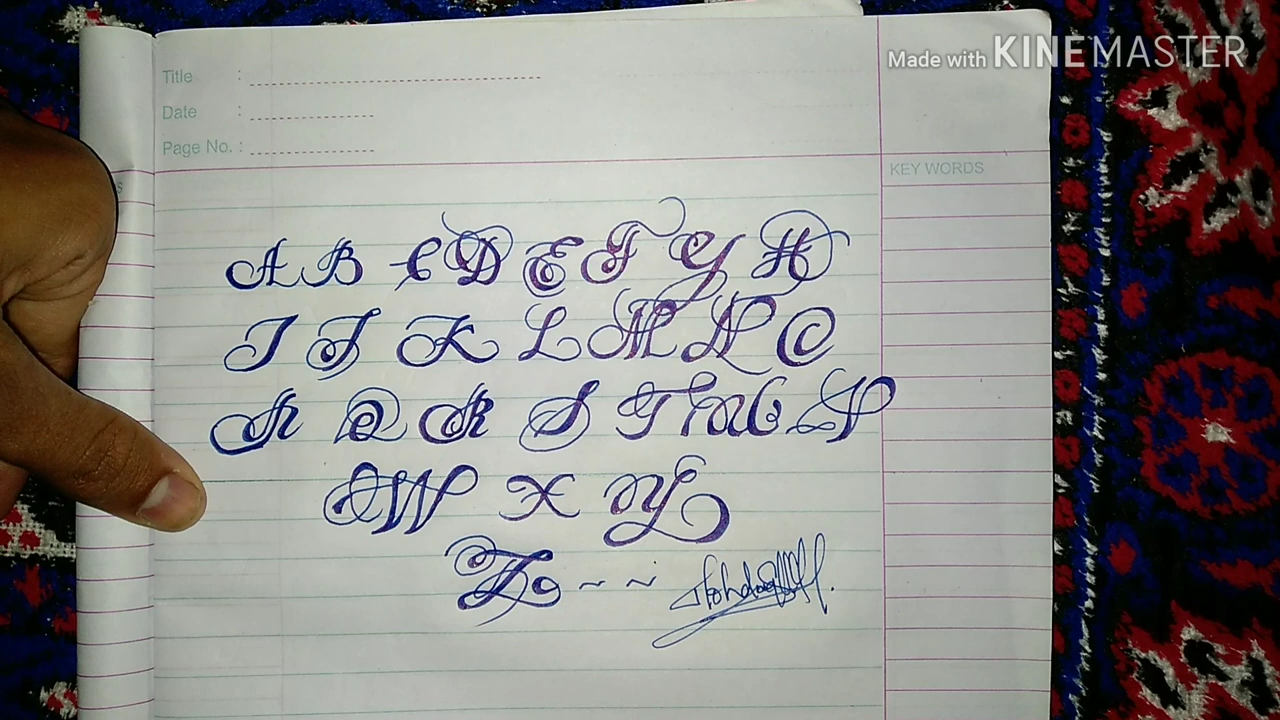 Made with KINEMASTER
Title : 
Date : 
Page No. : 
KEY WORDS
A B C D E F G H
I J K L M N O
P Q R S T U V
W X Y
Z ~ ~